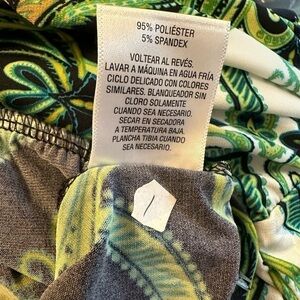 95% POLIÉSTER
5% SPANDEX
VOLTEAR AL REVÉS.
LAVAR A MÁQUINA EN AGUA FRÍA
CICLO DELICADO CON COLORES
SIMILARES. BLANQUEADOR SIN
CLORO SOLAMENTE
CUANDO SEA NECESARIO.
SECAR EN SECADORA
A TEMPERATURA BAJA.
PLANCHA TIBIA CUANDO
SEA NECESARIO.